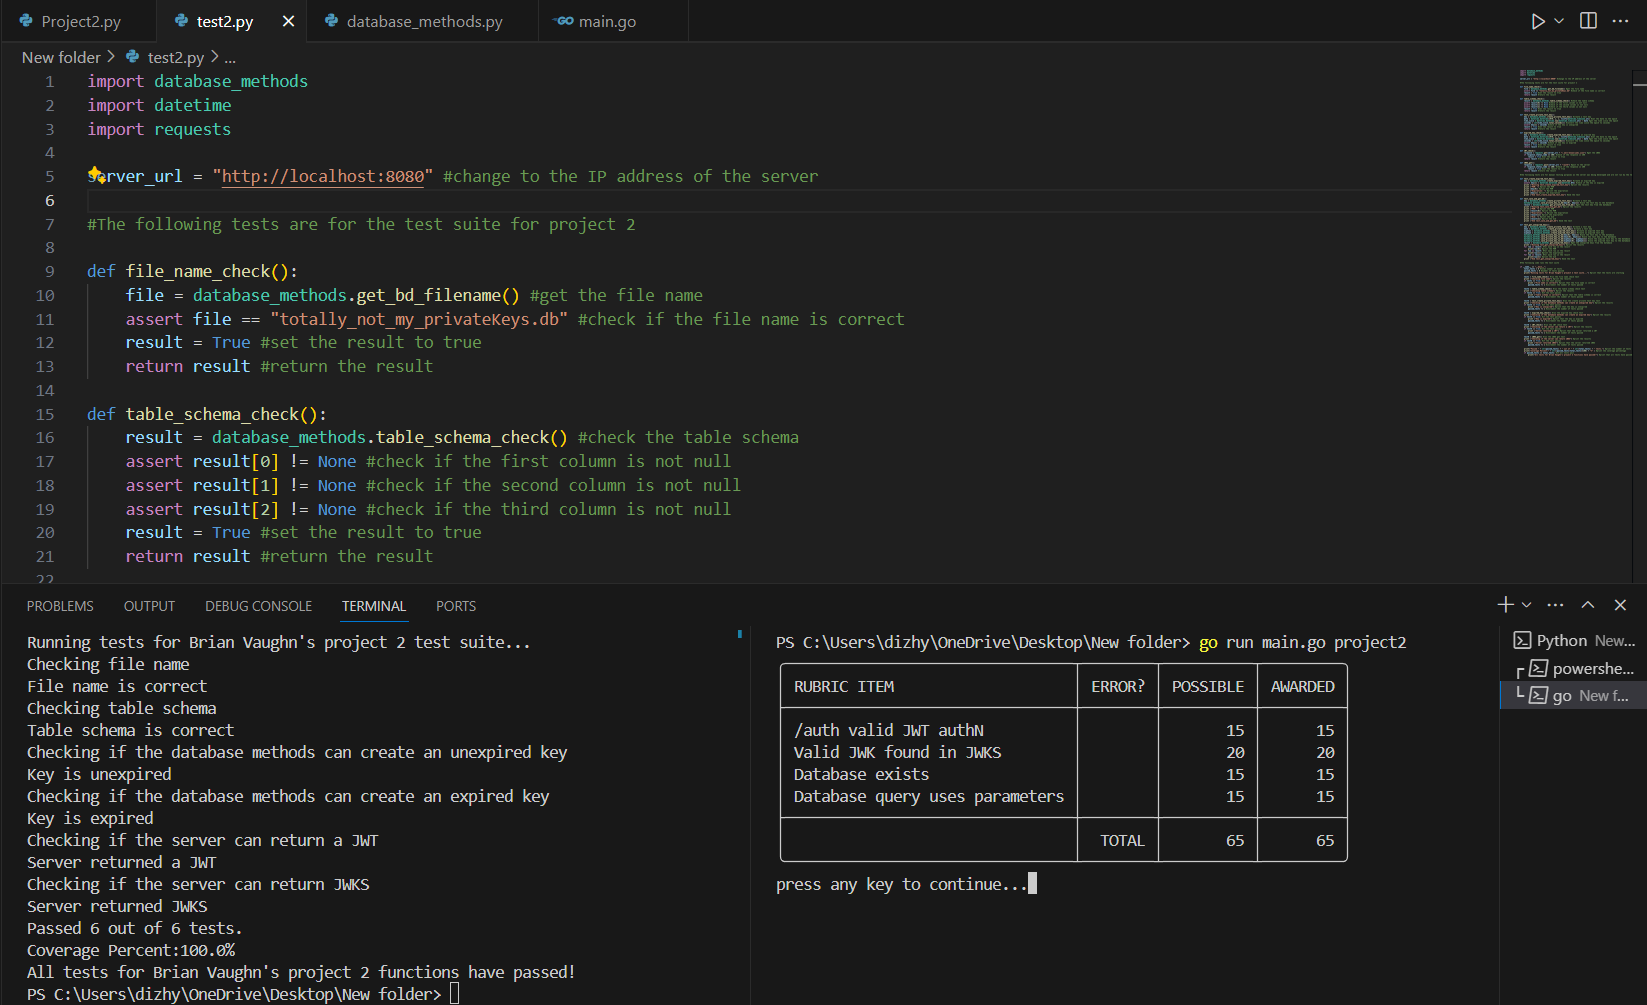 Project2.py
test2.py
database_methods.py
main.go
New folder > test2.py > ...
1 import database_methods
2 import datetime
3 import requests
4
5 server_url = "http://localhost:8080" #change to the IP address of the server
6
7 #The following tests are for the test suite for project 2
8
9 def file_name_check():
10 file = database_methods.get_bd_filename() #get the file name
11 assert file == "totally_not_my_privateKeys.db" #check if the file name is correct
12 result = True #set the result to true
13 return result #return the result
14
15 def table_schema_check():
16 result = database_methods.table_schema_check() #check the table schema
17 assert result[0] != None #check if the first column is not null
18 assert result[1] != None #check if the second column is not null
19 assert result[2] != None #check if the third column is not null
20 result = True #set the result to true
21 return result #return the result
22
PROBLEMS OUTPUT DEBUG CONSOLE TERMINAL PORTS
Running tests for Brian Vaughn's project 2 test suite...
Checking file name
File name is correct
Checking table schema
Table schema is correct
Checking if the database methods can create an unexpired key
Key is unexpired
Checking if the database methods can create an expired key
Key is expired
Checking if the server can return a JWT
Server returned a JWT
Checking if the server can return JWKS
Server returned JWKS
Passed 6 out of 6 tests.
Coverage Percent:100.0%
All tests for Brian Vaughn's project 2 functions have passed!
PS C:\Users\dizhy\OneDrive\Desktop\New folder>
PS C:\Users\dizhy\OneDrive\Desktop\New folder> go run main.go project2
RUBRIC ITEM ERROR? POSSIBLE AWARDED
/auth valid JWT authN 15 15
Valid JWK found in JWKS 20 20
Database exists 15 15
Database query uses parameters 15 15
TOTAL 65 65
press any key to continue...
Python New...
powershe...
go New f...